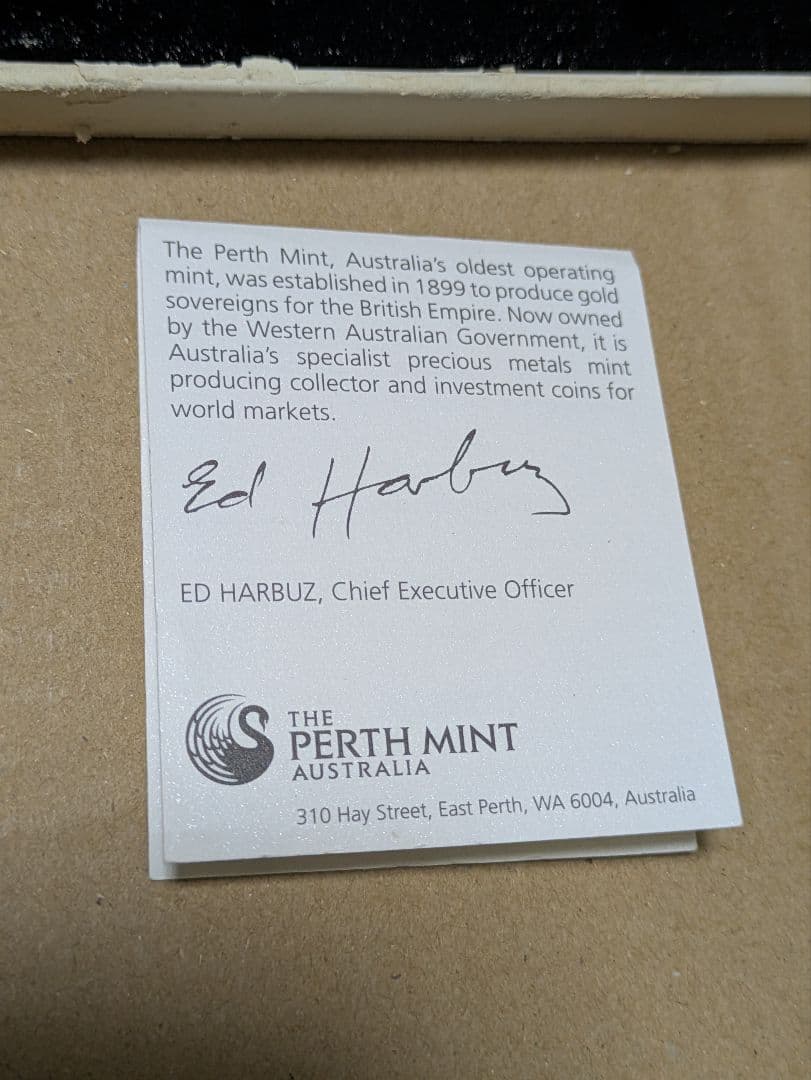 The Perth Mint, Australia's oldest operating
mint, was established in 1899 to produce gold
sovereigns for the British Empire. Now owned
by the Western Australian Government, it is
Australia's specialist precious metals mint
producing collector and investment coins for
world markets.
Ed Harbuz
ED HARBUZ, Chief Executive Officer
THE
PERTH MINT
AUSTRALIA
310 Hay Street, East Perth, WA 6004, Australia